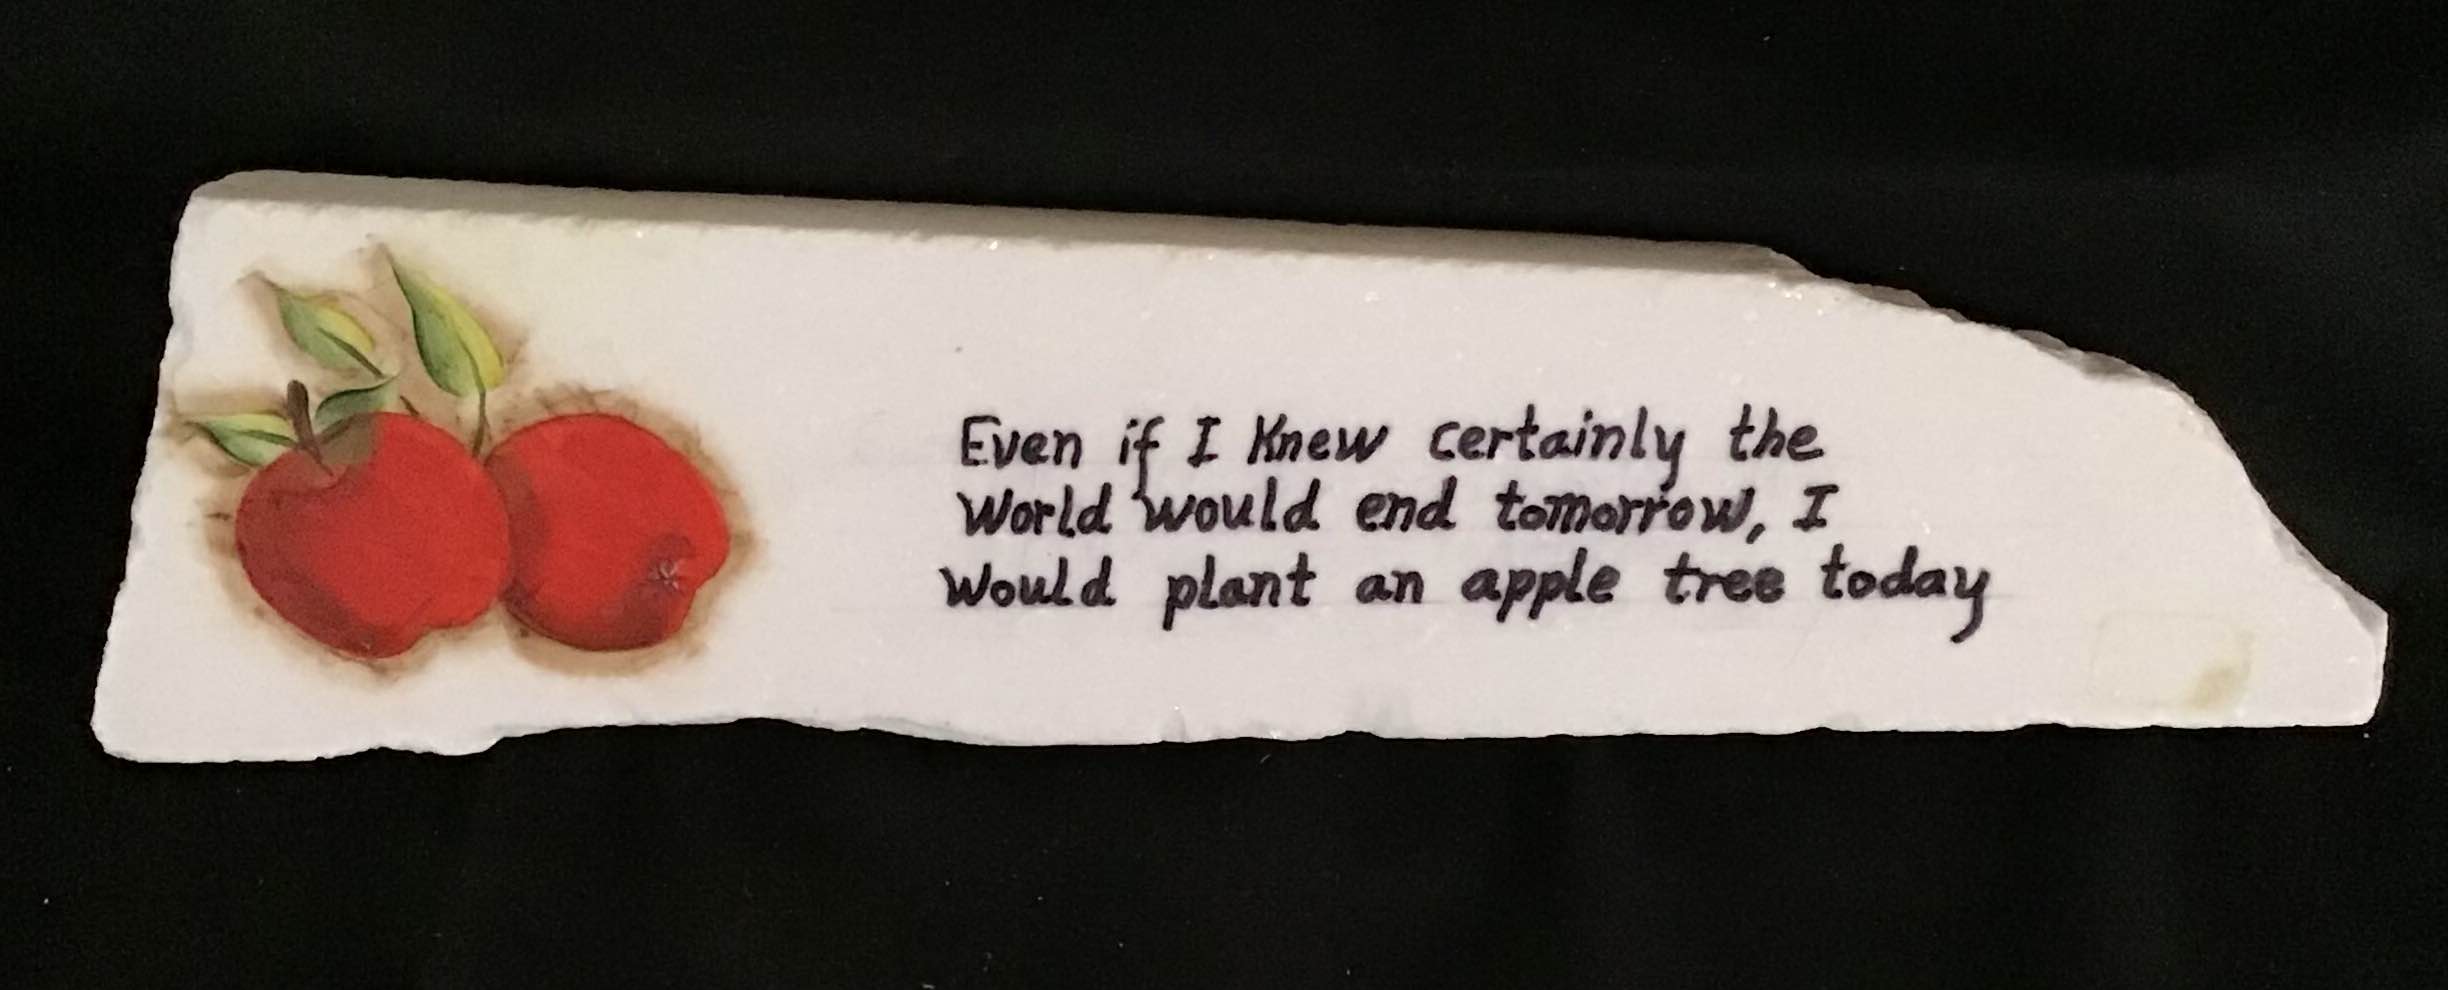 Even if I Knew certainly the
World would end tomorrow, I
Would plant an apple tree today